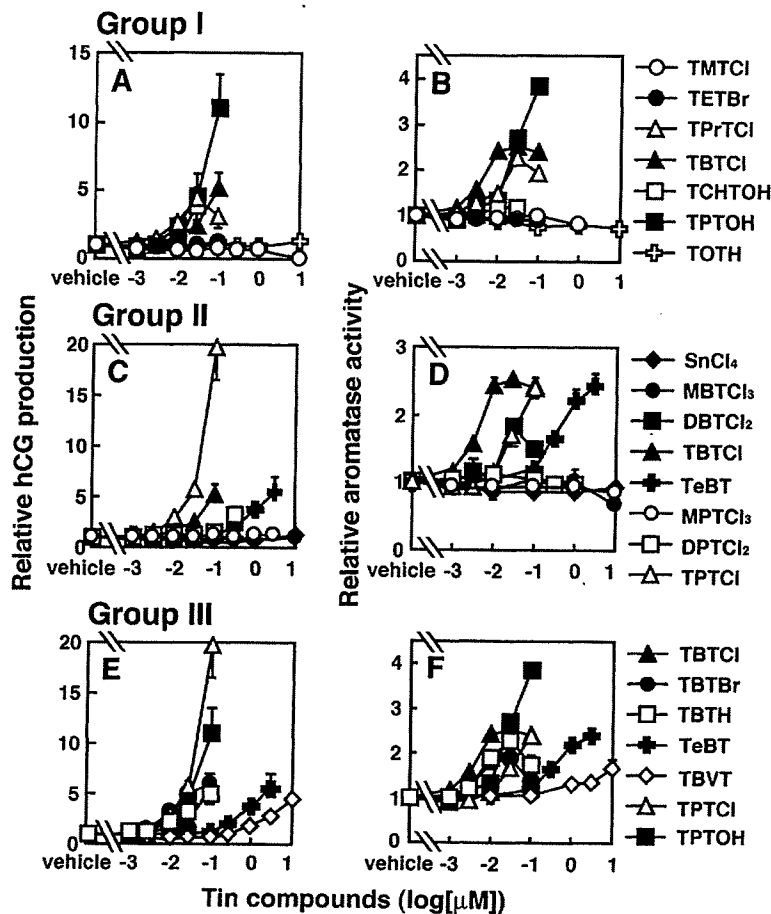 Group I
15
10
5
0
A
vehicle -3 -2 -1 0 1
4
3
2
1
0
B
vehicle -3 -2 -1 0 1
TMTCl
TETBr
TPrTCl
TBTCl
TCHTOH
TPTOH
TOTH
Group II
20
15
10
5
0
C
vehicle -3 -2 -1 0 1
3
2
1
0
D
vehicle -3 -2 -1 0 1
SnCl₄
MBTCl₃
DBTCl₂
TBTCl
TeBT
MPTCl₃
DPTCl₂
TPTCl
Group III
20
15
10
5
0
E
vehicle -3 -2 -1 0 1
4
3
2
1
0
F
vehicle -3 -2 -1 0 1
TBTCl
TBTBr
TBTH
TeBT
TBVT
TPTCl
TPTOH
Relative hCG production
Relative aromatase activity
Tin compounds (log[μM])